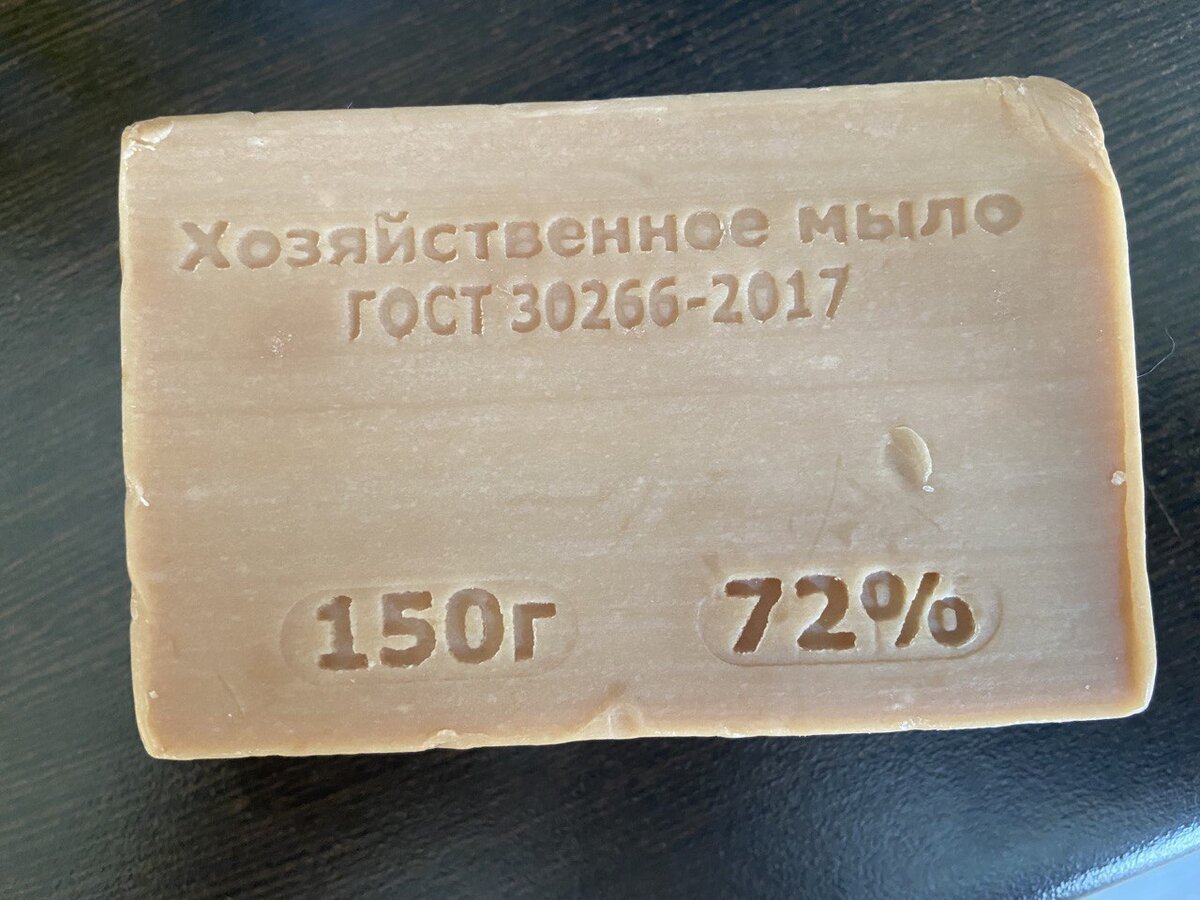 Хозяйственное мыло
ГОСТ 30266-2017
150г 72%